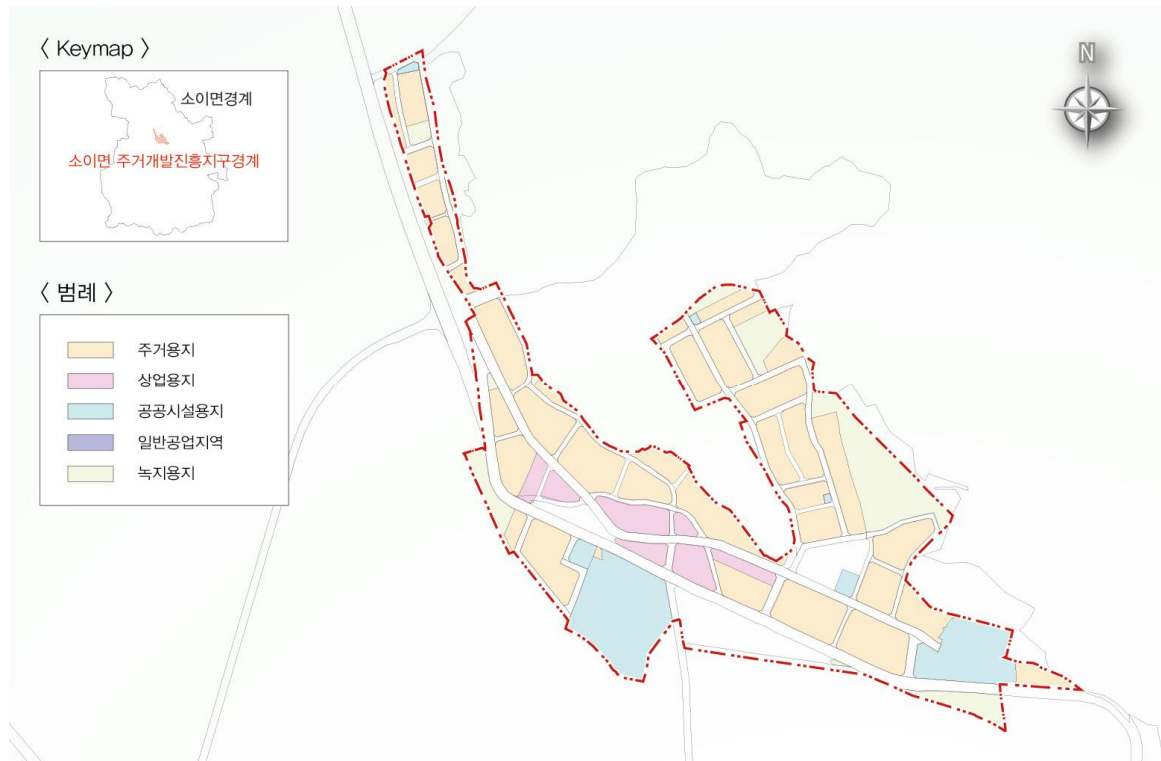 〈 Keymap 〉
소이면경계
소이면 주거개발진흥지구경계
N
〈 범례 〉
주거용지
상업용지
공공시설용지
일반공업지역
녹지용지